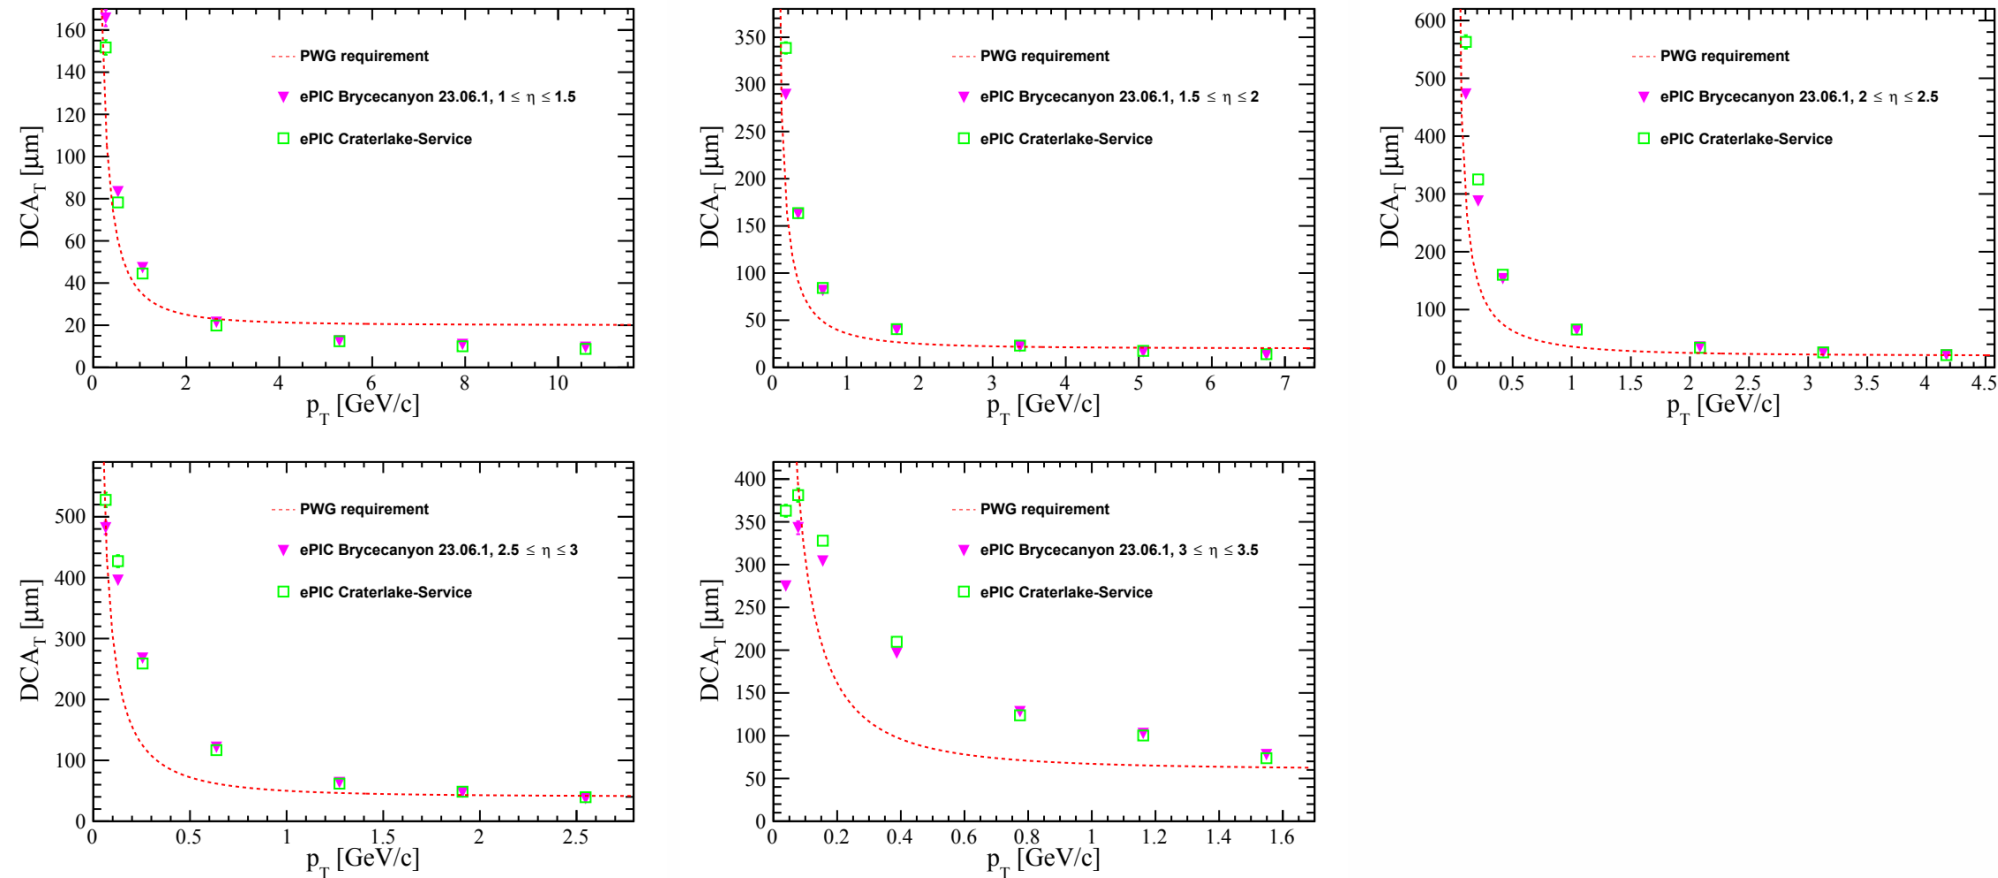 160
140
120
100
80
60
40
20
0
DCA_T [μm]
PWG requirement
ePIC Brycecanyon 23.06.1, 1 ≤ η ≤ 1.5
ePIC Craterlake-Service
0 2 4 6 8 10
p_T [GeV/c]
350
300
250
200
150
100
50
0
DCA_T [μm]
PWG requirement
ePIC Brycecanyon 23.06.1, 1.5 ≤ η ≤ 2
ePIC Craterlake-Service
0 1 2 3 4 5 6 7
p_T [GeV/c]
600
500
400
300
200
100
0
DCA_T [μm]
PWG requirement
ePIC Brycecanyon 23.06.1, 2 ≤ η ≤ 2.5
ePIC Craterlake-Service
0 0.5 1 1.5 2 2.5 3 3.5 4 4.5
p_T [GeV/c]
500
400
300
200
100
0
DCA_T [μm]
PWG requirement
ePIC Brycecanyon 23.06.1, 2.5 ≤ η ≤ 3
ePIC Craterlake-Service
0 0.5 1 1.5 2 2.5
p_T [GeV/c]
400
350
300
250
200
150
100
50
0
DCA_T [μm]
PWG requirement
ePIC Brycecanyon 23.06.1, 3 ≤ η ≤ 3.5
ePIC Craterlake-Service
0 0.2 0.4 0.6 0.8 1 1.2 1.4 1.6
p_T [GeV/c]